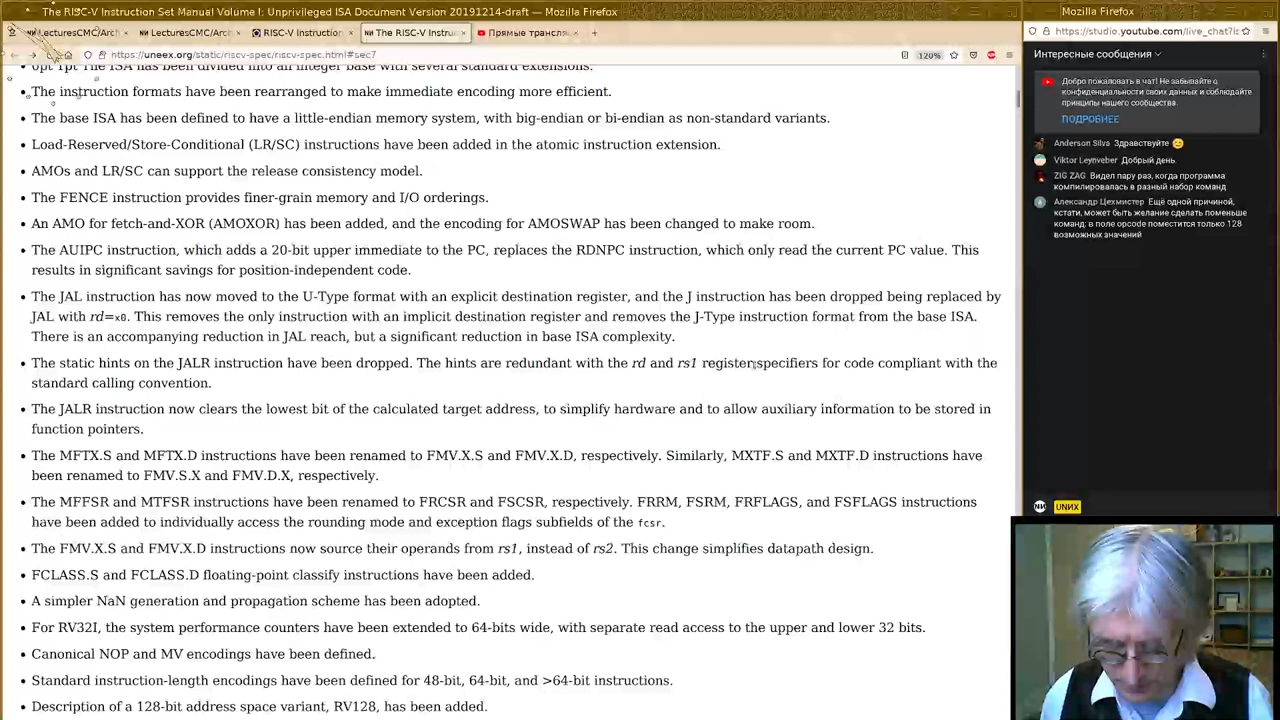 The RISC-V Instruction Set Manual Volume I: Unprivileged ISA Document Version 20191214-draft — Mozilla Firefox
LecturesCMC/Arch
LecturesCMC/Arc
RISC-V Instruction
The RISC-V Instru
Прямые трансля
https://uneex.org/static/riscv-spec/riscv-spec.html#sec7
120%
6pt 1pt The ISA has been divided into an integer base with several standard extensions.
• The instruction formats have been rearranged to make immediate encoding more efficient.
• The base ISA has been defined to have a little-endian memory system, with big-endian or bi-endian as non-standard variants.
• Load-Reserved/Store-Conditional (LR/SC) instructions have been added in the atomic instruction extension.
• AMOs and LR/SC can support the release consistency model.
• The FENCE instruction provides finer-grain memory and I/O orderings.
• An AMO for fetch-and-XOR (AMOXOR) has been added, and the encoding for AMOSWAP has been changed to make room.
• The AUIPC instruction, which adds a 20-bit upper immediate to the PC, replaces the RDNPC instruction, which only read the current PC value. This
results in significant savings for position-independent code.
• The JAL instruction has now moved to the U-Type format with an explicit destination register, and the J instruction has been dropped being replaced by
JAL with rd=x0. This removes the only instruction with an implicit destination register and removes the J-Type instruction format from the base ISA.
There is an accompanying reduction in JAL reach, but a significant reduction in base ISA complexity.
• The static hints on the JALR instruction have been dropped. The hints are redundant with the rd and rs1 register specifiers for code compliant with the
standard calling convention.
• The JALR instruction now clears the lowest bit of the calculated target address, to simplify hardware and to allow auxiliary information to be stored in
function pointers.
• The MFTX.S and MFTX.D instructions have been renamed to FMV.X.S and FMV.X.D, respectively. Similarly, MXTF.S and MXTF.D instructions have
been renamed to FMV.S.X and FMV.D.X, respectively.
• The MFFSR and MTFSR instructions have been renamed to FRCSR and FSCSR, respectively. FRRM, FSRM, FRFLAGS, and FSFLAGS instructions
have been added to individually access the rounding mode and exception flags subfields of the fcsr.
• The FMV.X.S and FMV.X.D instructions now source their operands from rs1, instead of rs2. This change simplifies datapath design.
• FCLASS.S and FCLASS.D floating-point classify instructions have been added.
• A simpler NaN generation and propagation scheme has been adopted.
• For RV32I, the system performance counters have been extended to 64-bits wide, with separate read access to the upper and lower 32 bits.
• Canonical NOP and MV encodings have been defined.
• Standard instruction-length encodings have been defined for 48-bit, 64-bit, and >64-bit instructions.
• Description of a 128-bit address space variant, RV128, has been added.
Mozilla Firefox
https://studio.youtube.com/live_chat?is
Интересные сообщения
Добро пожаловать в чат! Не забывайте о
конфиденциальности своих данных и соблюдайте
принципы нашего сообщества.
ПОДРОБНЕЕ
Anderson Silva Здравствуйте 😊
Viktor Leynveber Добрый день.
ZIG ZAG Видел пару раз, когда программа
компилировалась в разный набор команд
Александр Цехмистер Ещё одной причиной,
кстати, может быть желание сделать поменьше
команд: в поле opcode поместится только 128
возможных значений
UNИX